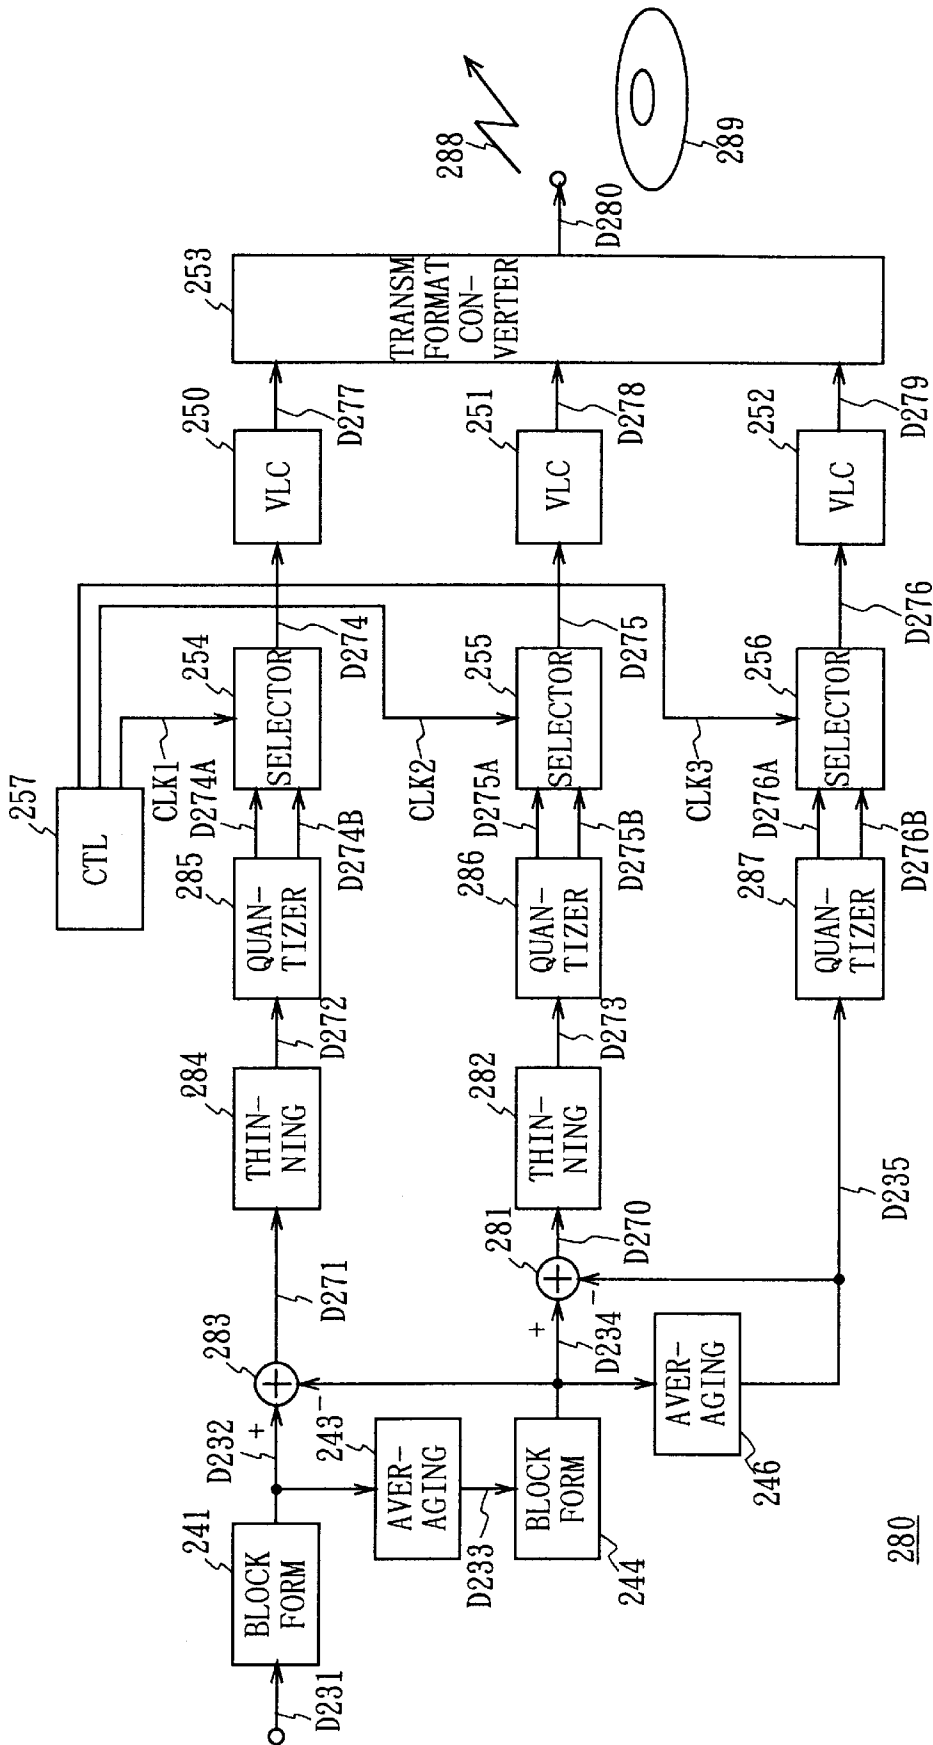 257
CTL
D231
241
BLOCK
FORM
D232
+
283
D271
284
THIN-
NING
D272
285
QUAN-
TIZER
D274A
D274B
CLK1
254
SELECTOR
D274
250
VLC
D277
253
TRANSM
FORMAT
CON-
VERTER
D280
288
289
-
243
AVER-
AGING
D233
244
BLOCK
FORM
+
D234
281
-
D270
282
THIN-
NING
D273
286
QUAN-
TIZER
D275A
D275B
CLK2
255
SELECTOR
D275
251
VLC
D278
246
AVER-
AGING
D235
287
QUAN-
TIZER
D276A
D276B
CLK3
256
SELECTOR
D276
252
VLC
D279
280